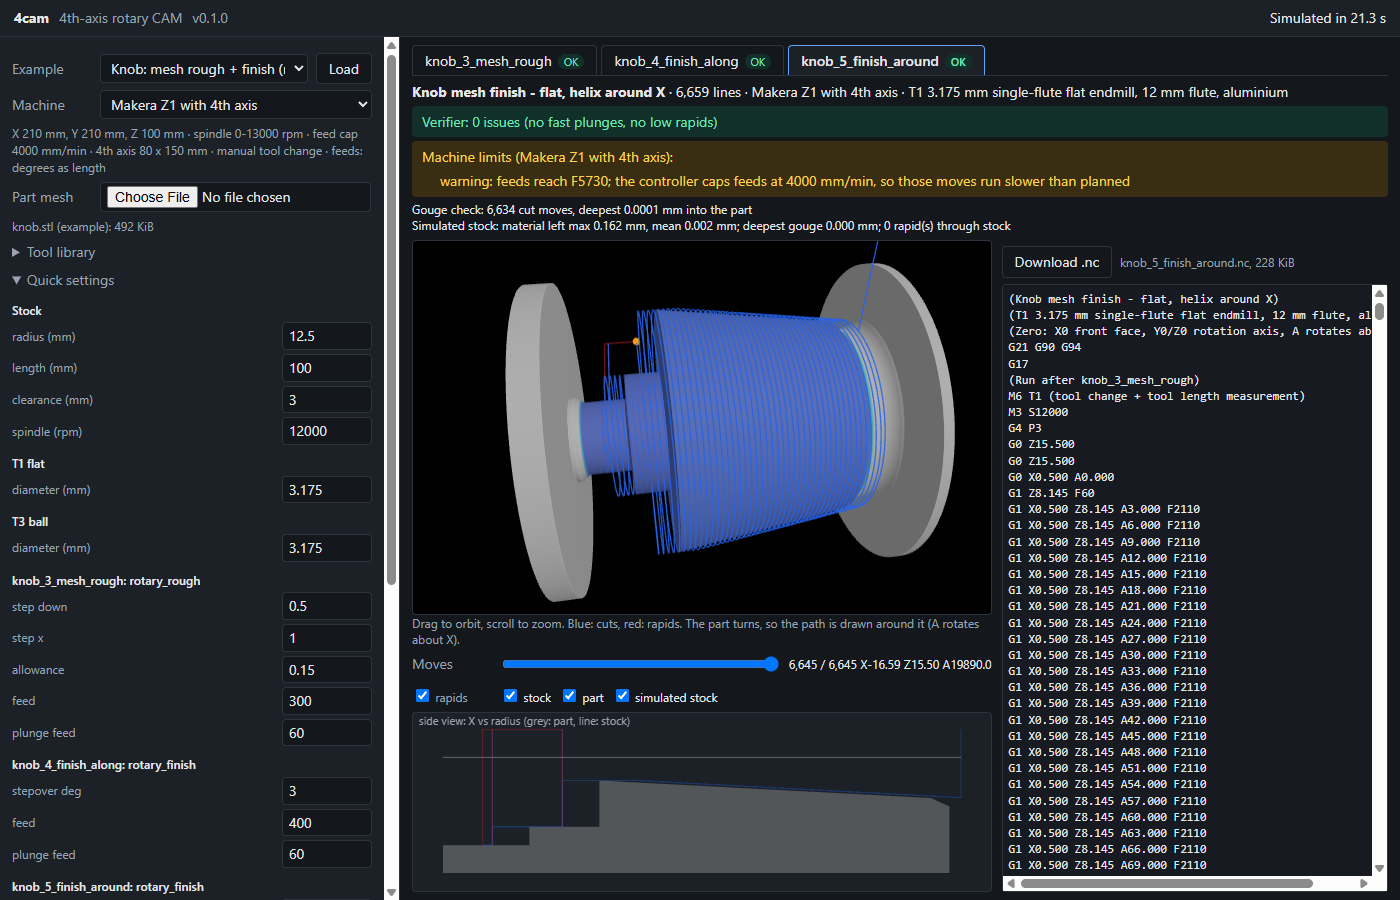 4cam 4th-axis rotary CAM v0.1.0
Simulated in 21.3 s
Example
Knob: mesh rough + finish (
Load
Machine
Makera Z1 with 4th axis
X 210 mm, Y 210 mm, Z 100 mm · spindle 0-13000 rpm · feed cap
4000 mm/min · 4th axis 80 x 150 mm · manual tool change · feeds:
degrees as length
Part mesh
Choose File No file chosen
knob.stl (example): 492 KiB
Tool library
Quick settings
Stock
radius (mm) 12.5
length (mm) 100
clearance (mm) 3
spindle (rpm) 12000
T1 flat
diameter (mm) 3.175
T3 ball
diameter (mm) 3.175
knob_3_mesh_rough: rotary_rough
step down 0.5
step x 1
allowance 0.15
feed 300
plunge feed 60
knob_4_finish_along: rotary_finish
stepover deg 3
feed 400
plunge feed 60
knob_5_finish_around: rotary_finish
knob_3_mesh_rough OK
knob_4_finish_along OK
knob_5_finish_around OK
Knob mesh finish - flat, helix around X · 6,659 lines · Makera Z1 with 4th axis · T1 3.175 mm single-flute flat endmill, 12 mm flute, aluminium
Verifier: 0 issues (no fast plunges, no low rapids)
Machine limits (Makera Z1 with 4th axis):
warning: feeds reach F5730; the controller caps feeds at 4000 mm/min, so those moves run slower than planned
Gouge check: 6,634 cut moves, deepest 0.0001 mm into the part
Simulated stock: material left max 0.162 mm, mean 0.002 mm; deepest gouge 0.000 mm; 0 rapid(s) through stock
Drag to orbit, scroll to zoom. Blue: cuts, red: rapids. The part turns, so the path is drawn around it (A rotates
about X).
Moves
6,645 / 6,645 X-16.59 Z15.50 A19890.0
rapids
stock
part
simulated stock
side view: X vs radius (grey: part, line: stock)
Download .nc
knob_5_finish_around.nc, 228 KiB
(Knob mesh finish - flat, helix around X)
(T1 3.175 mm single-flute flat endmill, 12 mm flute, al
(Zero: X0 front face, Y0/Z0 rotation axis, A rotates ab
G21 G90 G94
G17
(Run after knob_3_mesh_rough)
M6 T1 (tool change + tool length measurement)
M3 S12000
G4 P3
G0 Z15.500
G0 Z15.500
G0 X0.500 A0.000
G1 Z8.145 F60
G1 X0.500 Z8.145 A3.000 F2110
G1 X0.500 Z8.145 A6.000 F2110
G1 X0.500 Z8.145 A9.000 F2110
G1 X0.500 Z8.145 A12.000 F2110
G1 X0.500 Z8.145 A15.000 F2110
G1 X0.500 Z8.145 A18.000 F2110
G1 X0.500 Z8.145 A21.000 F2110
G1 X0.500 Z8.145 A24.000 F2110
G1 X0.500 Z8.145 A27.000 F2110
G1 X0.500 Z8.145 A30.000 F2110
G1 X0.500 Z8.145 A33.000 F2110
G1 X0.500 Z8.145 A36.000 F2110
G1 X0.500 Z8.145 A39.000 F2110
G1 X0.500 Z8.145 A42.000 F2110
G1 X0.500 Z8.145 A45.000 F2110
G1 X0.500 Z8.145 A48.000 F2110
G1 X0.500 Z8.145 A51.000 F2110
G1 X0.500 Z8.145 A54.000 F2110
G1 X0.500 Z8.145 A57.000 F2110
G1 X0.500 Z8.145 A60.000 F2110
G1 X0.500 Z8.145 A63.000 F2110
G1 X0.500 Z8.145 A66.000 F2110
G1 X0.500 Z8.145 A69.000 F2110